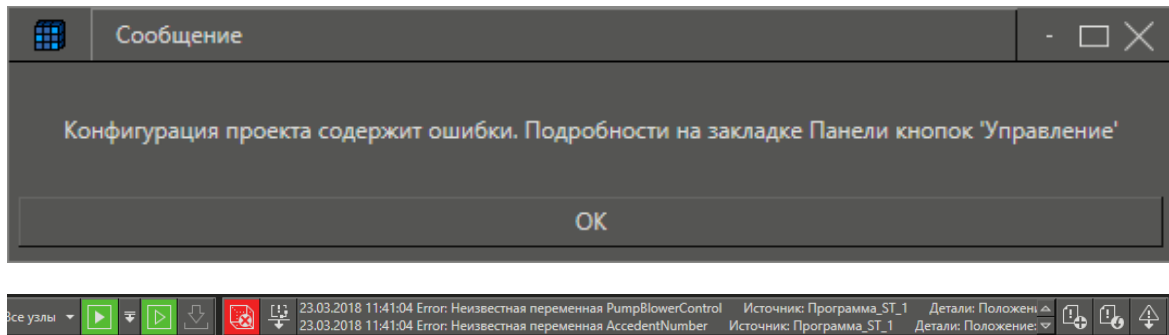 Сообщение
Конфигурация проекта содержит ошибки. Подробности на закладке Панели кнопок 'Управление'
OK
Все узлы 23.03.2018 11:41:04 Error: Неизвестная переменная PumpBlowerControl Источник: Программа_ST_1 Детали: Положени
23.03.2018 11:41:04 Error: Неизвестная переменная AccedentNumber Источник: Программа_ST_1 Детали: Положение: